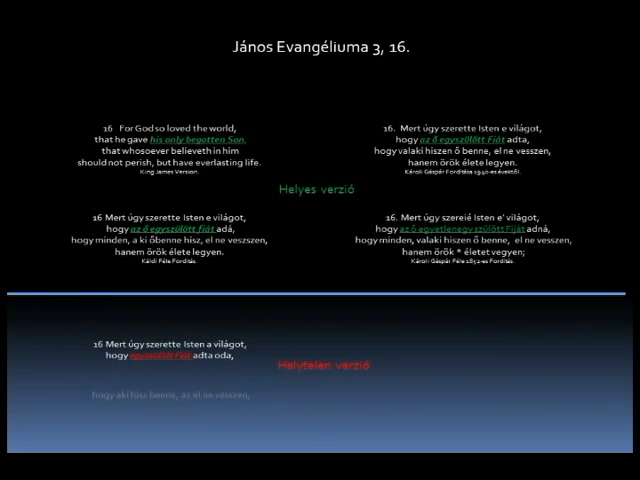 János Evangéliuma 3, 16.
16 For God so loved the world,
that he gave his only begotten Son,
that whosoever believeth in him
should not perish, but have everlasting life.
King James Version
16. Mert úgy szerette Isten e világot,
hogy az ő egyszülött Fiát adta,
hogy valaki hiszen ő benne, el ne vesszen,
hanem örök élete legyen.
Károli Gáspár Fordítása 1940-es évektől.
Helyes verzió
16 Mert úgy szerette Isten e világot,
hogy az ő egyszülött fiát adá,
hogy minden, a ki őbenne hisz, el ne veszszen,
hanem örök élete legyen.
Káldi Féle Fordítás.
16. Mert úgy szereié Isten e' világot,
hogy az ő egyetlenegy szülött Fiját adná,
hogy minden, valaki hiszen ő benne, el ne vesszen,
hanem örök * életet vegyen;
Károli Gáspár Féle 1852-es Fordítás.
16 Mert úgy szerette Isten a világot,
hogy egyszülött Fiát adta oda,
Helytelen verzió
hogy aki hisz benne, az el ne vesszen,